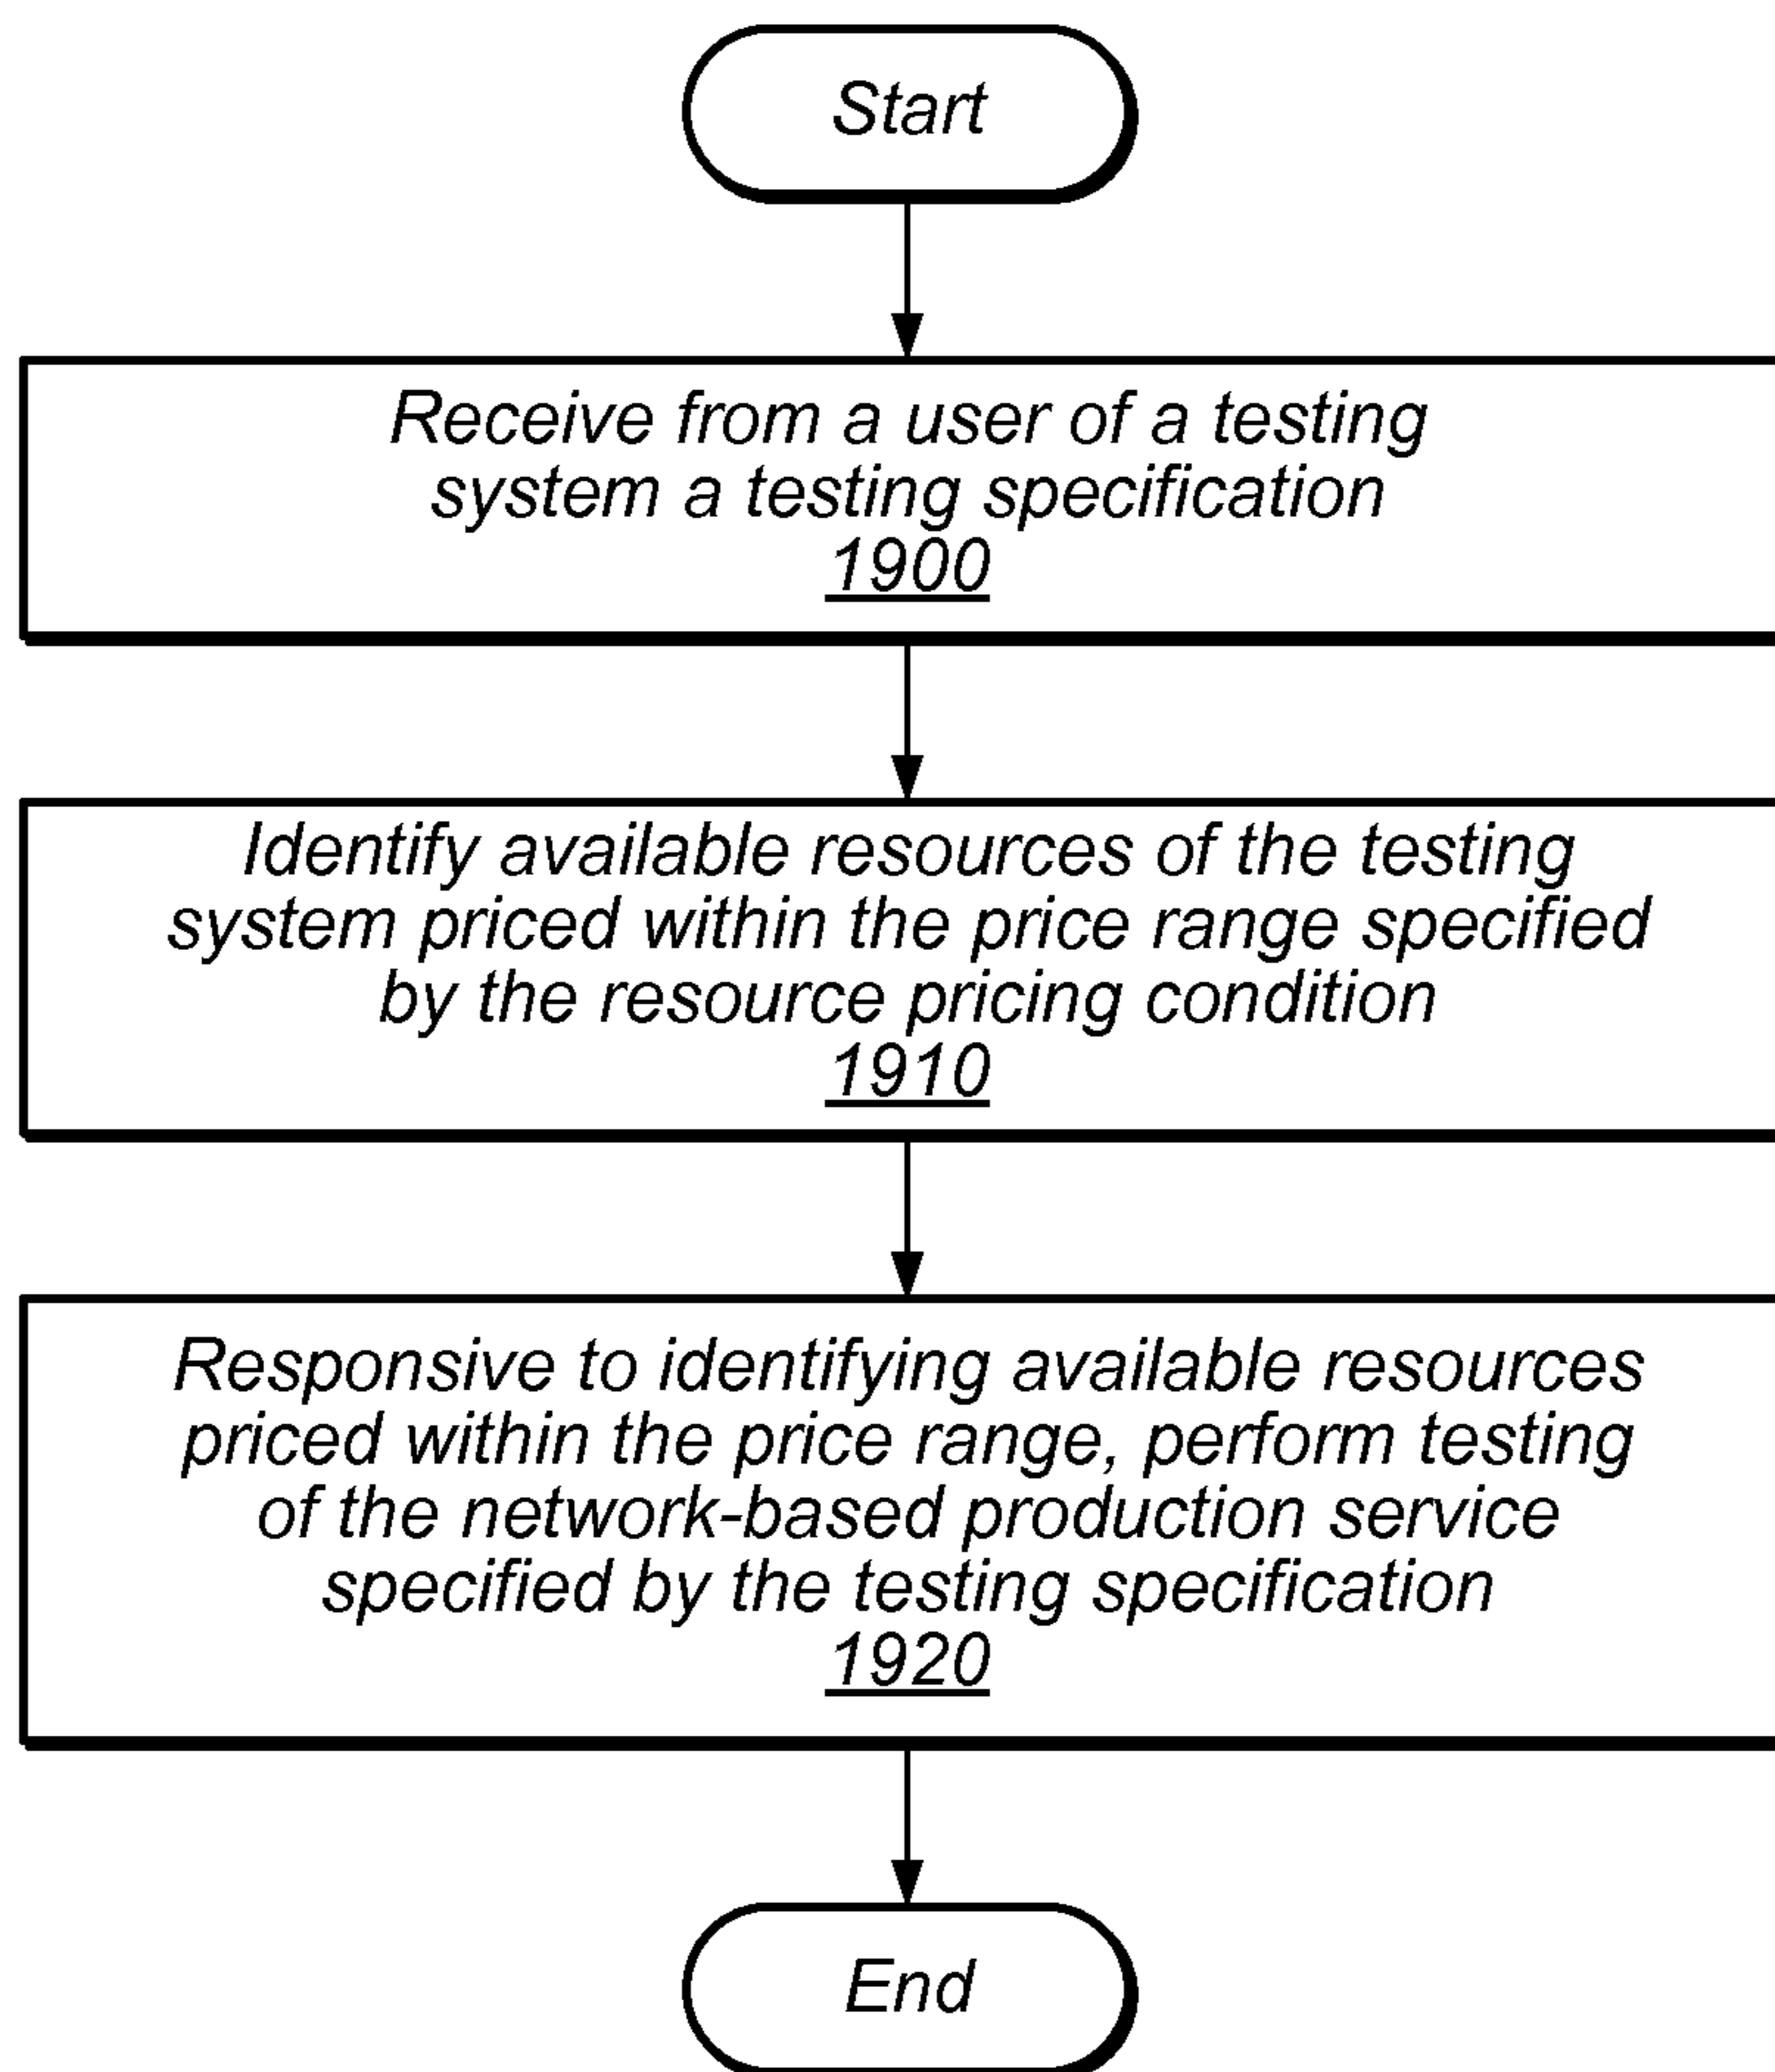 Start
Receive from a user of a testing
system a testing specification
1900
Identify available resources of the testing
system priced within the price range specified
by the resource pricing condition
1910
Responsive to identifying available resources
priced within the price range, perform testing
of the network-based production service
specified by the testing specification
1920
End